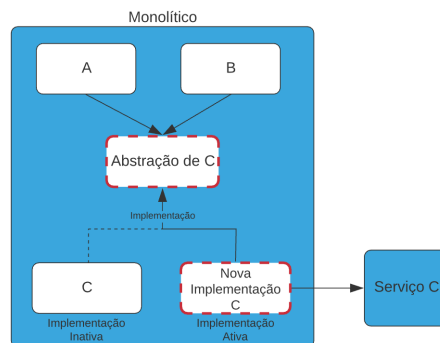 Monolítico
A
B
Abstração de C
Implementação
C
Nova
Implementação
C
Serviço C
Implementação
Inativa
Implementação
Ativa